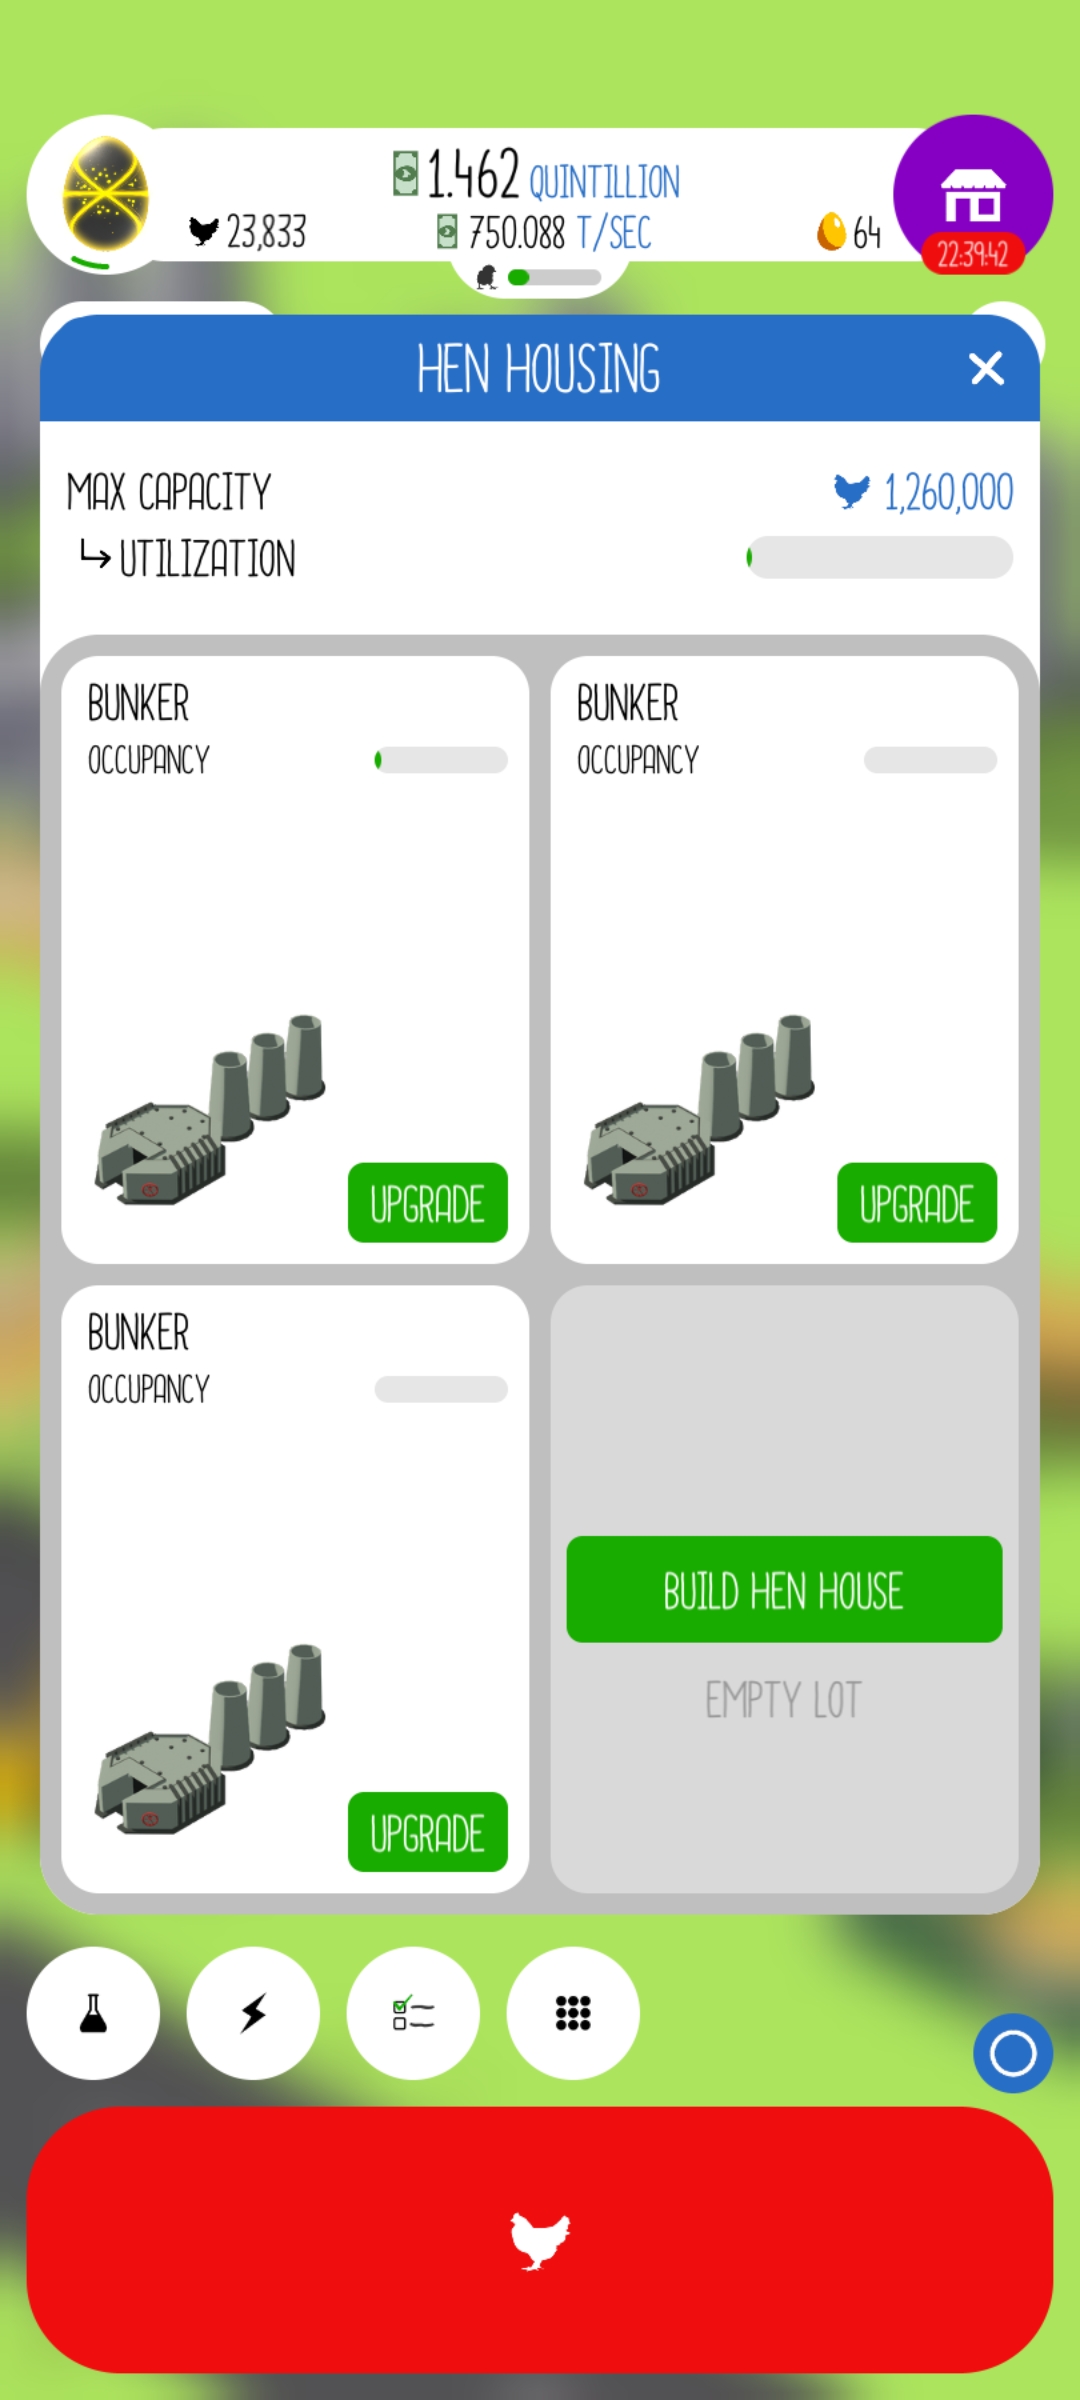 1.462 QUINTILLION
23,833
750.088 T/SEC
64
22:39:42
HEN HOUSING
MAX CAPACITY
1,260,000
UTILIZATION
BUNKER
OCCUPANCY
UPGRADE
BUNKER
OCCUPANCY
UPGRADE
BUNKER
OCCUPANCY
UPGRADE
BUILD HEN HOUSE
EMPTY LOT